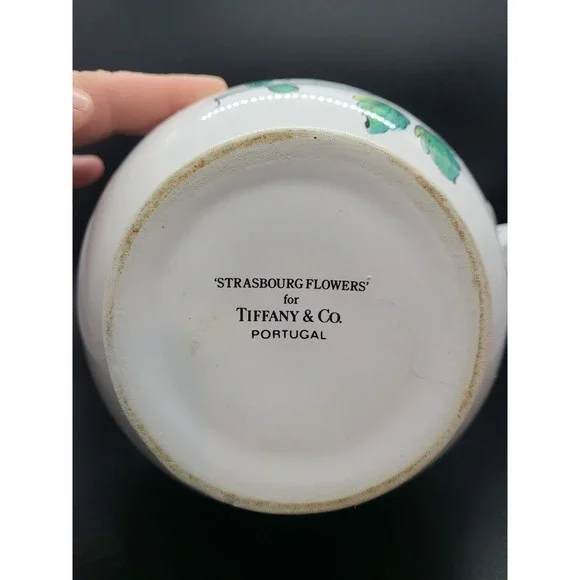 'STRASBOURG FLOWERS'
for
TIFFANY & CO.
PORTUGAL